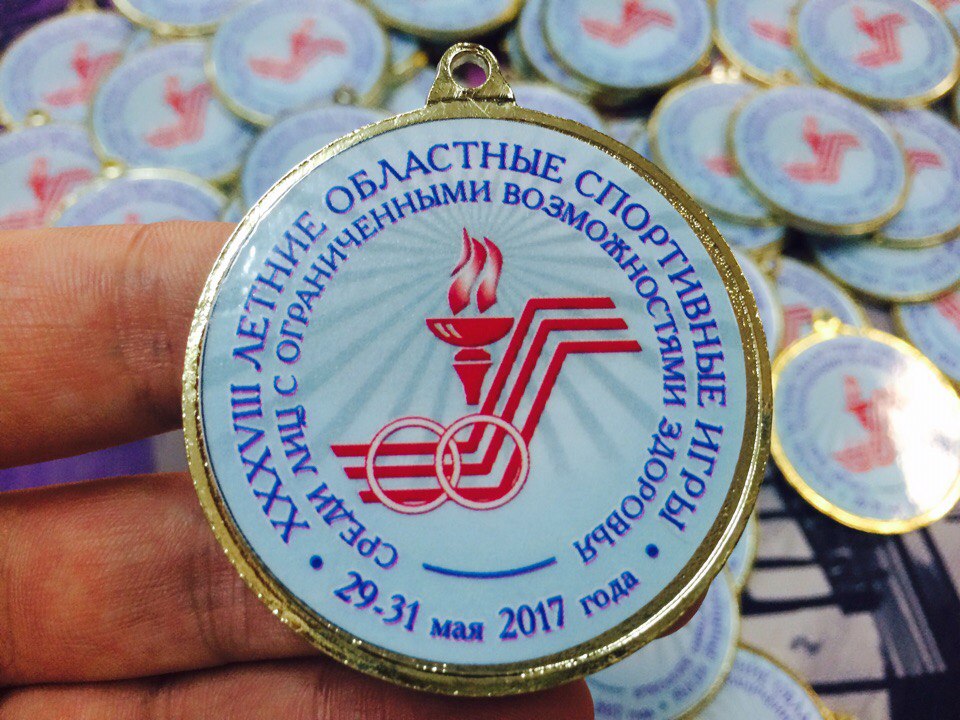 XXXVIII ЛЕТНИЕ ОБЛАСТНЫЕ СПОРТИВНЫЕ ИГРЫ
СРЕДИ ЛИЦ С ОГРАНИЧЕННЫМИ ВОЗМОЖНОСТЯМИ ЗДОРОВЬЯ
• 29-31 мая 2017 года •